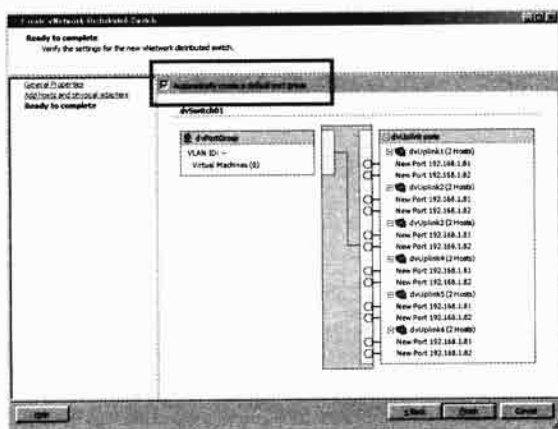 Create vNetwork Distributed Switch
Ready to complete
Verify the settings for the new vNetwork distributed switch.
General Properties
Add hosts and physical adapters
Ready to complete
Automatically create a default port group
dvSwitch01
dvPortGroup
VLAN ID: --
Virtual Machines (0)
dvUplink1 (2 Hosts)
New Port 192.168.1.81
New Port 192.168.1.82
dvUplink2 (2 Hosts)
New Port 192.168.1.81
New Port 192.168.1.82
(2 Hosts)
New Port 192.168.1.81
New Port 192.168.1.82
dvUplink4 (2 Hosts)
New Port 192.168.1.81
New Port 192.168.1.82
dvUplink5 (2 Hosts)
New Port 192.168.1.81
New Port 192.168.1.82
dvUplink6 (2 Hosts)
New Port 192.168.1.81
New Port 192.168.1.82
Help
Back
Finish
Cancel